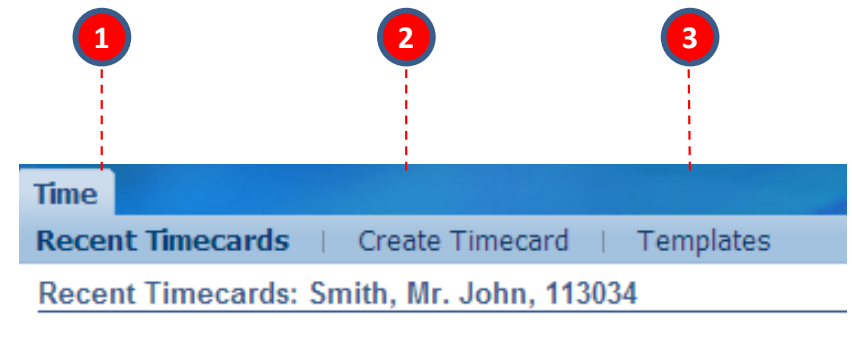 1 2 3
Time
Recent Timecards | Create Timecard | Templates
Recent Timecards: Smith, Mr. John, 113034